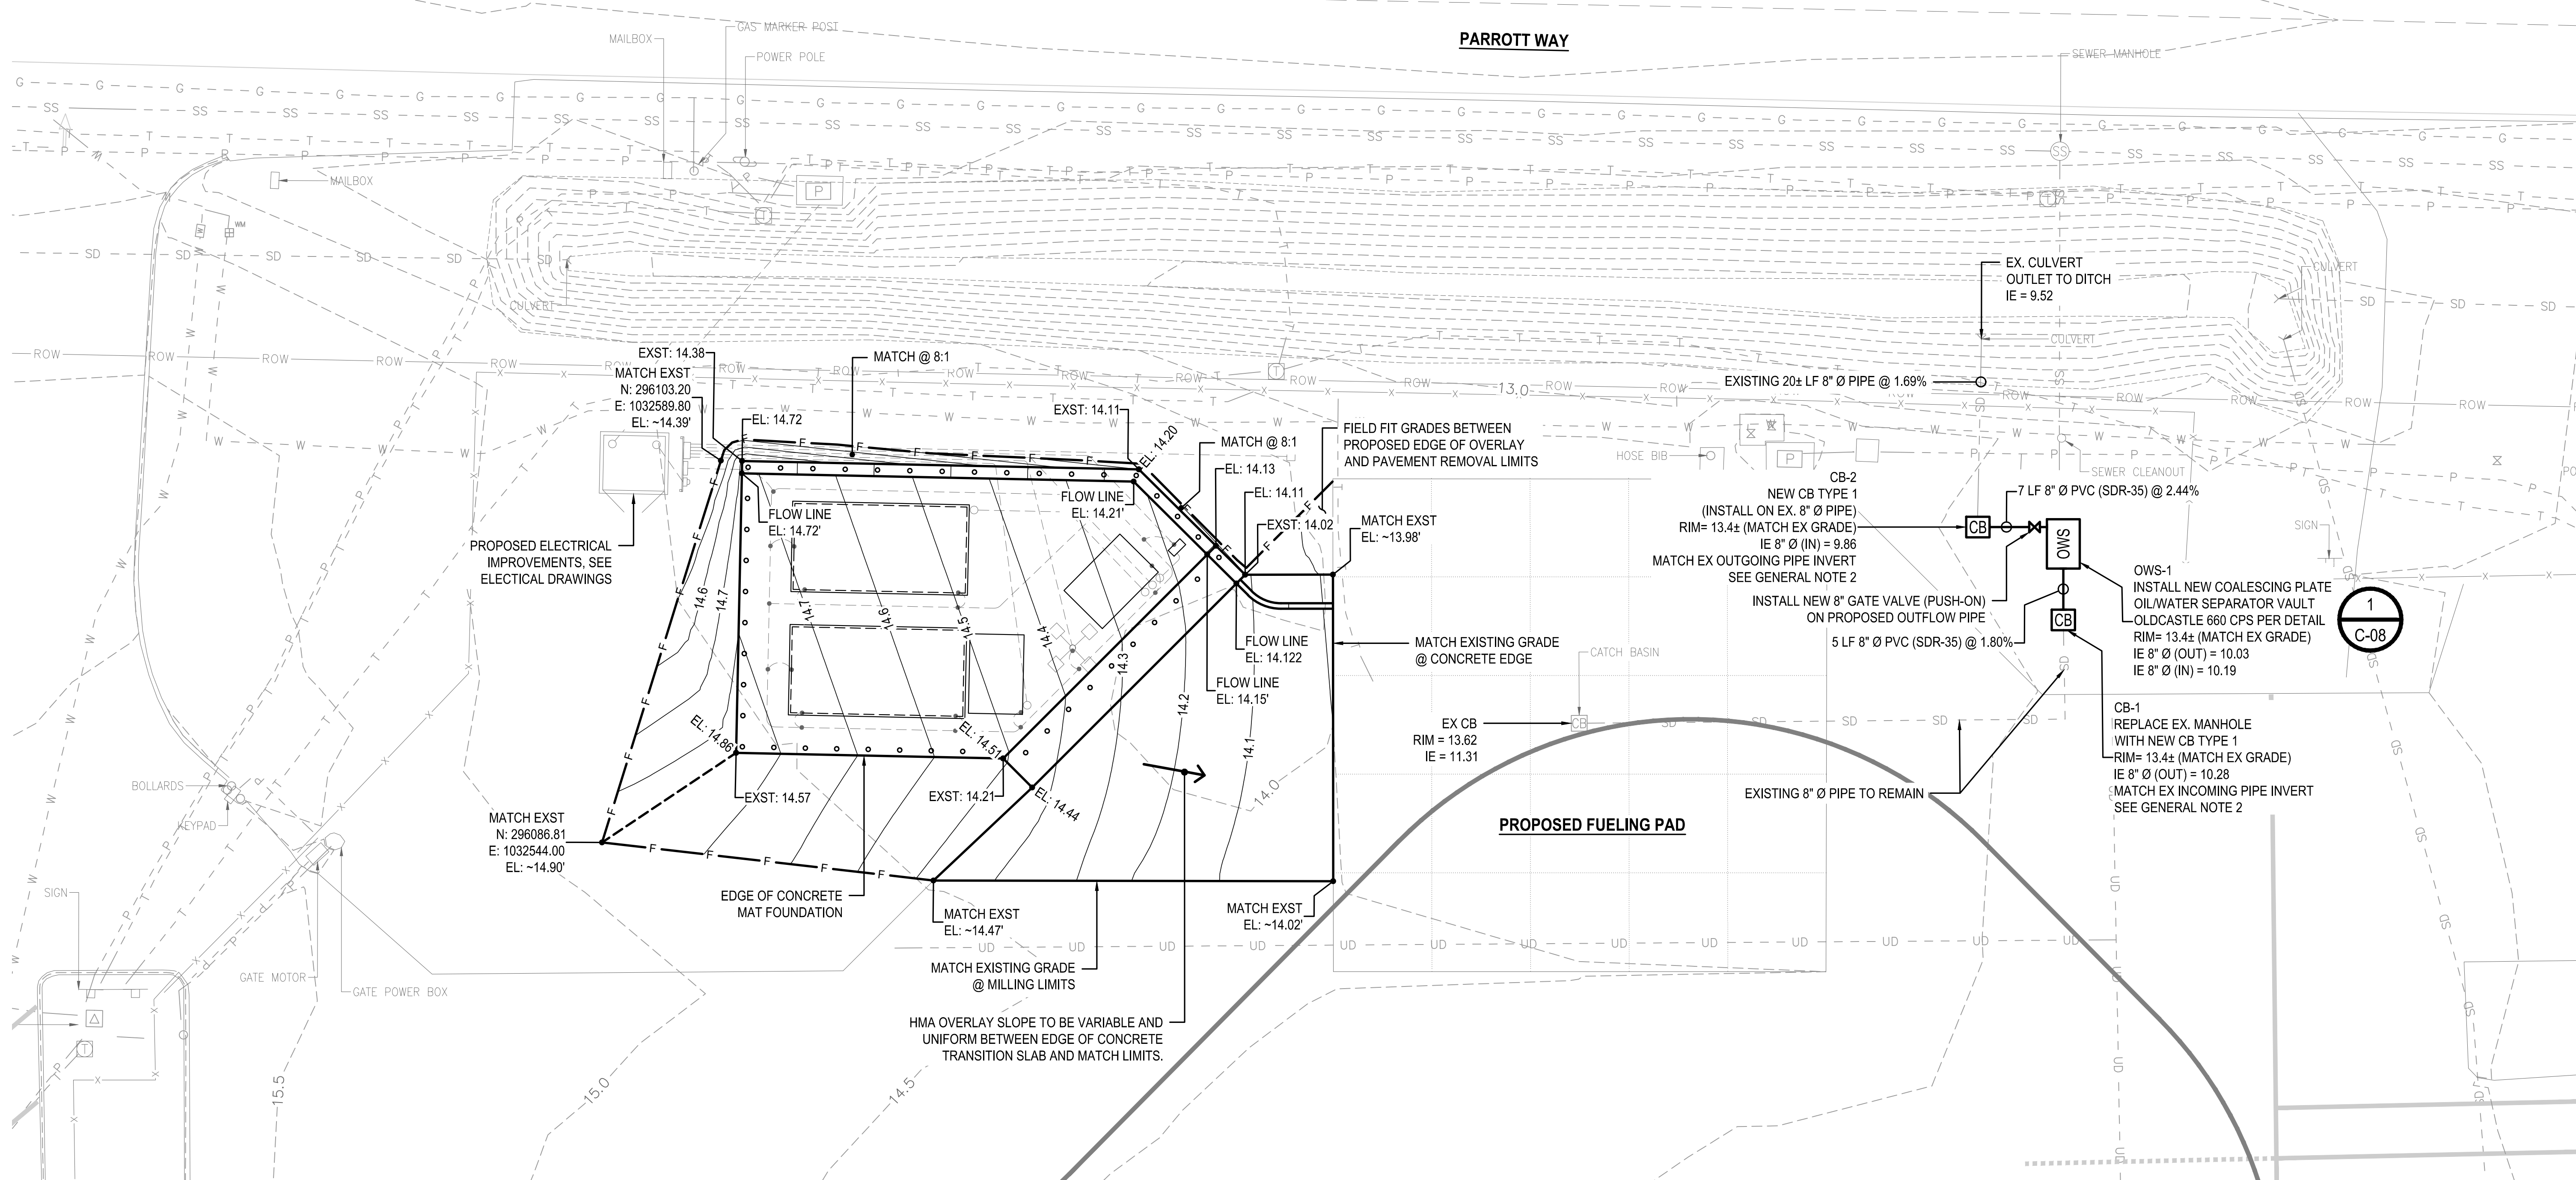 PARROTT WAY
GAS MARKER POST
MAILBOX
POWER POLE
SEWER MANHOLE
MAILBOX
WM
CULVERT
EX. CULVERT
OUTLET TO DITCH
IE = 9.52
CULVERT
CULVERT
EXISTING 20± LF 8" Ø PIPE @ 1.69%
13.0
EXST: 14.38
MATCH EXST
N: 296103.20
E: 1032589.80
EL: ~14.39'
MATCH @ 8:1
EL: 14.72
EXST: 14.11
EL: 14.20
MATCH @ 8:1
EL: 14.13
EL: 14.11
EXST: 14.02
FIELD FIT GRADES BETWEEN
PROPOSED EDGE OF OVERLAY
AND PAVEMENT REMOVAL LIMITS
FLOW LINE
EL: 14.21'
FLOW LINE
EL: 14.72'
MATCH EXST
EL: ~13.98'
PROPOSED ELECTRICAL
IMPROVEMENTS, SEE
ELECTICAL DRAWINGS
HOSE BIB
SEWER CLEANOUT
SIGN
CB-2
NEW CB TYPE 1
(INSTALL ON EX. 8" Ø PIPE)
RIM= 13.4± (MATCH EX GRADE)
IE 8" Ø (IN) = 9.86
MATCH EX OUTGOING PIPE INVERT
SEE GENERAL NOTE 2
7 LF 8" Ø PVC (SDR-35) @ 2.44%
CB
OWS
CB
INSTALL NEW 8" GATE VALVE (PUSH-ON)
ON PROPOSED OUTFLOW PIPE
5 LF 8" Ø PVC (SDR-35) @ 1.80%
OWS-1
INSTALL NEW COALESCING PLATE
OIL/WATER SEPARATOR VAULT
OLDCASTLE 660 CPS PER DETAIL
RIM= 13.4± (MATCH EX GRADE)
IE 8" Ø (OUT) = 10.03
IE 8" Ø (IN) = 10.19
1
C-08
CB-1
REPLACE EX. MANHOLE
WITH NEW CB TYPE 1
RIM= 13.4± (MATCH EX GRADE)
IE 8" Ø (OUT) = 10.28
MATCH EX INCOMING PIPE INVERT
SEE GENERAL NOTE 2
14.6
14.7
14.7
14.6
14.5
14.4
14.3
14.2
14.1
14.0
FLOW LINE
EL: 14.122
FLOW LINE
EL: 14.15'
MATCH EXISTING GRADE
@ CONCRETE EDGE
CATCH BASIN
CB
EX CB
RIM = 13.62
IE = 11.31
EXISTING 8" Ø PIPE TO REMAIN
PROPOSED FUELING PAD
EL: 14.86
EL: 14.51
EXST: 14.57
EXST: 14.21
EL: 14.44
BOLLARDS
KEYPAD
MATCH EXST
N: 296086.81
E: 1032544.00
EL: ~14.90'
SIGN
EDGE OF CONCRETE
MAT FOUNDATION
MATCH EXST
EL: ~14.47'
MATCH EXST
EL: ~14.02'
GATE MOTOR
GATE POWER BOX
MATCH EXISTING GRADE
@ MILLING LIMITS
HMA OVERLAY SLOPE TO BE VARIABLE AND
UNIFORM BETWEEN EDGE OF CONCRETE
TRANSITION SLAB AND MATCH LIMITS.
15.5
15.0
14.5